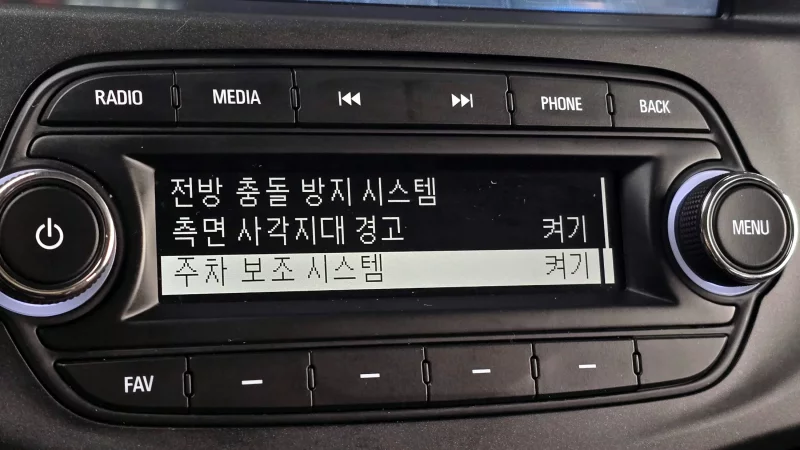 RADIO MEDIA PHONE BACK
전방 충돌 방지 시스템
측면 사각지대 경고 켜기
주차 보조 시스템 켜기
MENU
FAV